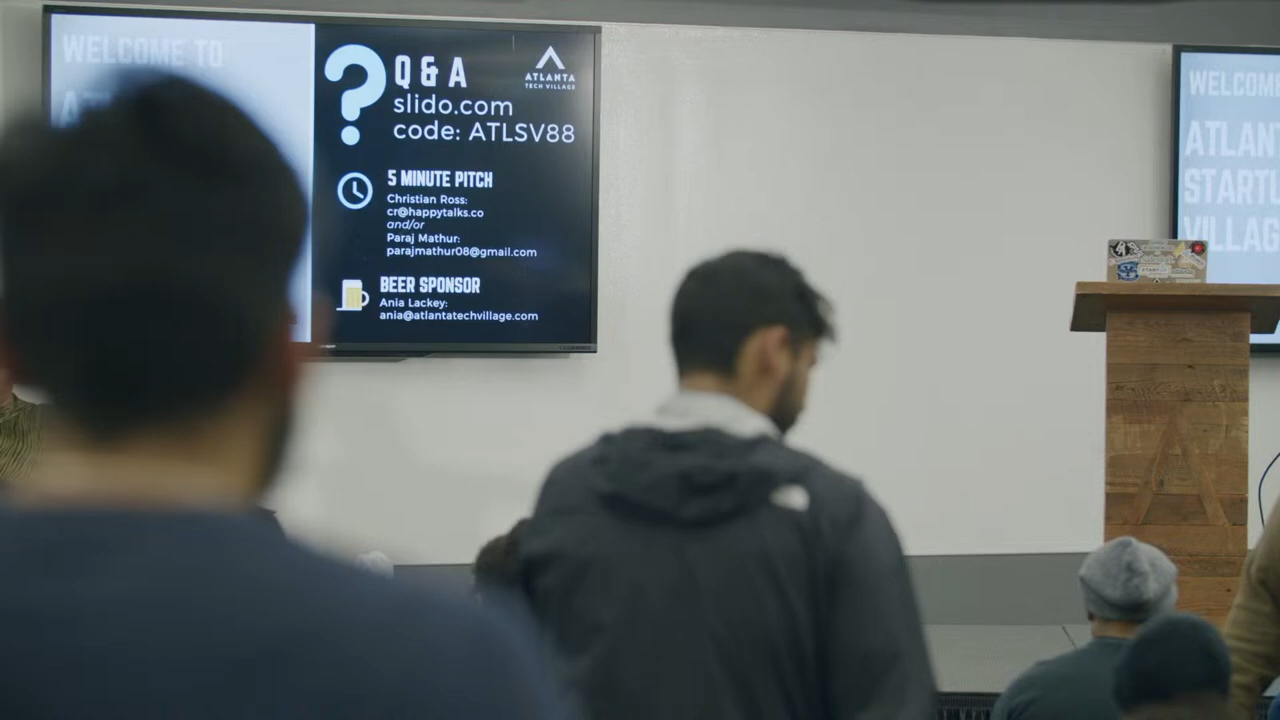 WELCOME TO
Q & A
slido.com
code: ATLSV88
ATLANTA
TECH VILLAGE
5 MINUTE PITCH
Christian Ross:
cr@happytalks.co
and/or
Paraj Mathur:
parajmathur08@gmail.com
BEER SPONSOR
Ania Lackey:
ania@atlantatechvillage.com
WELCOME
ATLAN
STARTU
VILLAG